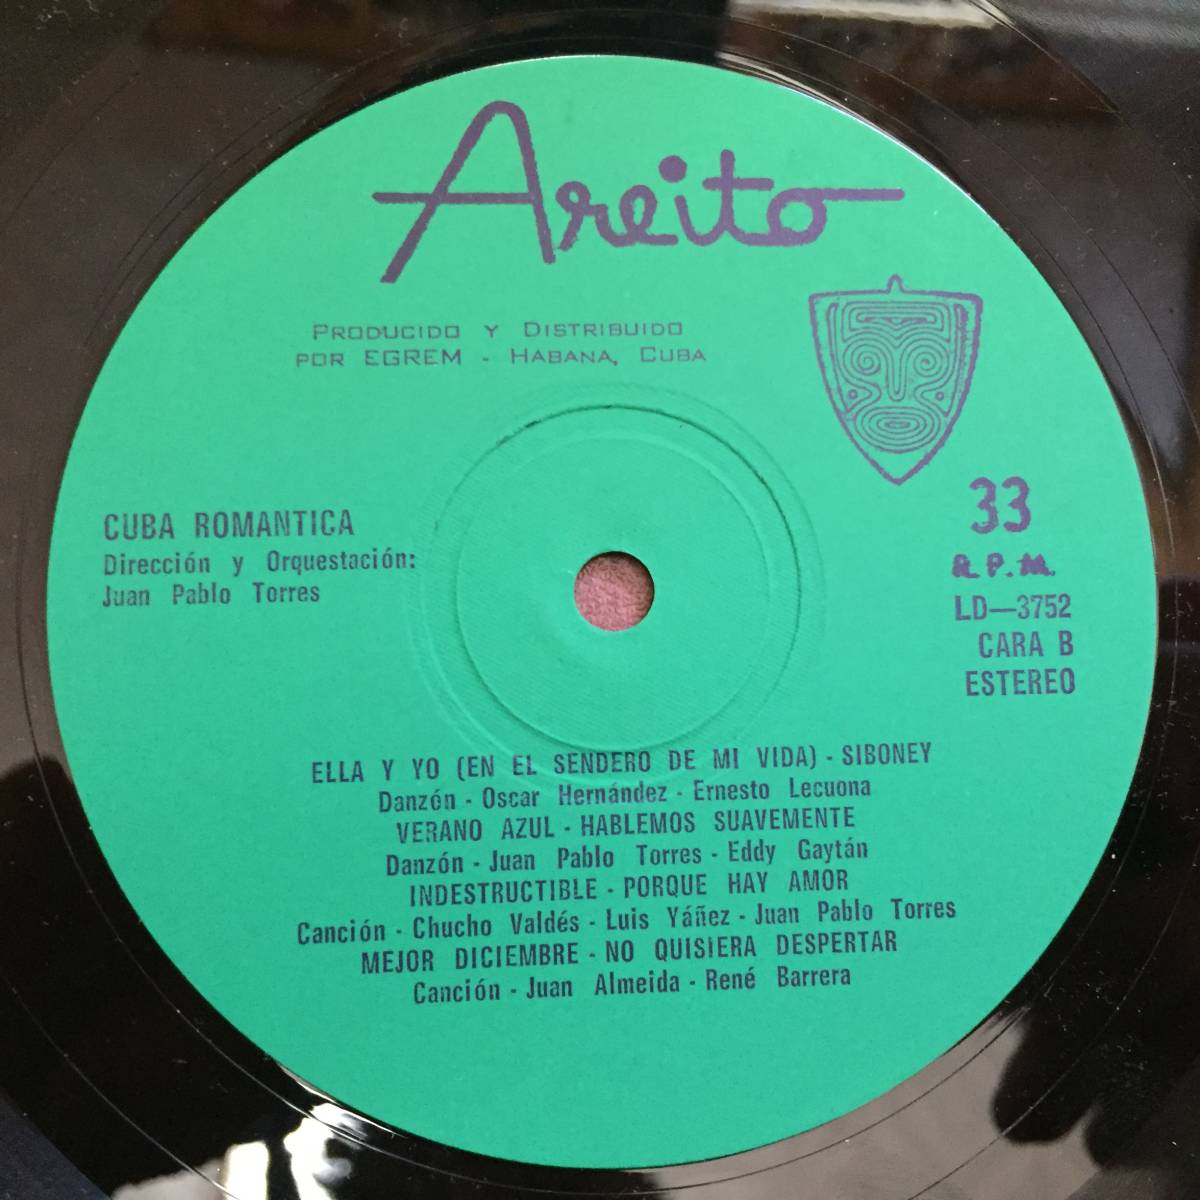 Areito
PRODUCIDO Y DISTRIBUIDO
POR EGREM - HABANA, CUBA
CUBA ROMANTICA
Dirección y Orquestación:
Juan Pablo Torres
33
R.P.M.
LD—3752
CARA B
ESTEREO
ELLA Y YO (EN EL SENDERO DE MI VIDA) - SIBONEY
Danzón - Oscar Hernández - Ernesto Lecuona
VERANO AZUL - HABLEMOS SUAVEMENTE
Danzón - Juan Pablo Torres - Eddy Gaytán
INDESTRUCTIBLE - PORQUE HAY AMOR
Canción - Chucho Valdés - Luis Yáñez - Juan Pablo Torres
MEJOR DICIEMBRE - NO QUISIERA DESPERTAR
Canción - Juan Almeida - René Barrera